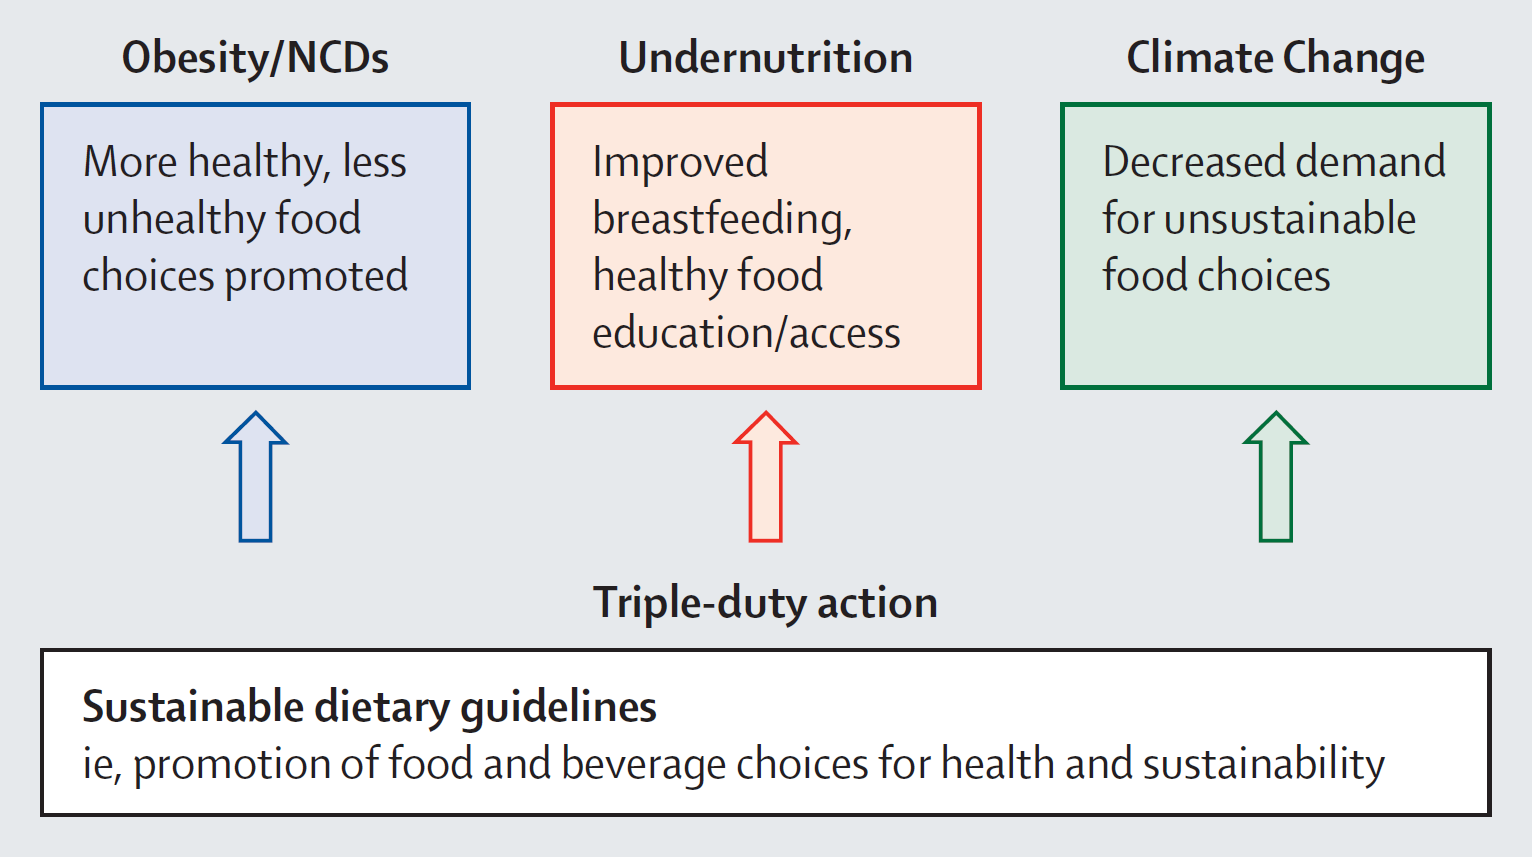 Obesity/NCDs
More healthy, less
unhealthy food
choices promoted
Undernutrition
Improved
breastfeeding,
healthy food
education/access
Climate Change
Decreased demand
for unsustainable
food choices
Triple-duty action
Sustainable dietary guidelines
ie, promotion of food and beverage choices for health and sustainability